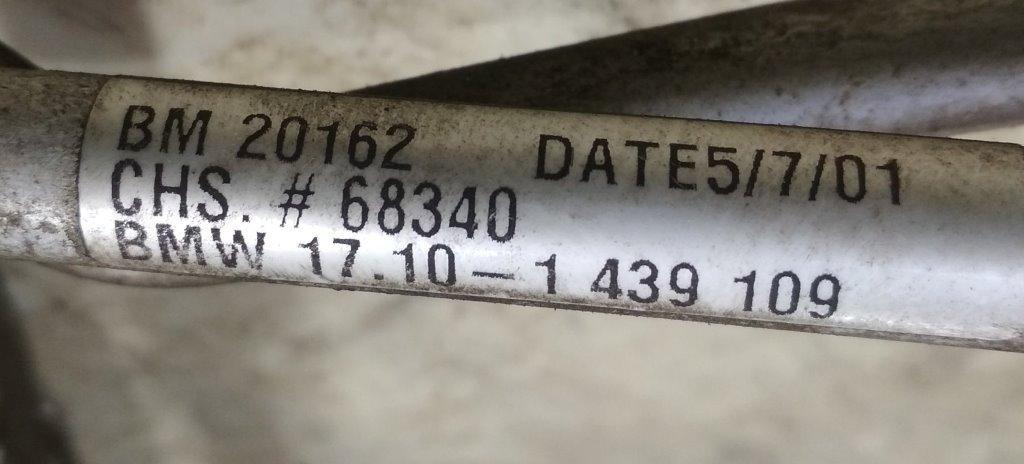 BM 20162 DATE5/7/01
CHS. # 68340
BMW 17.10-1 439 109